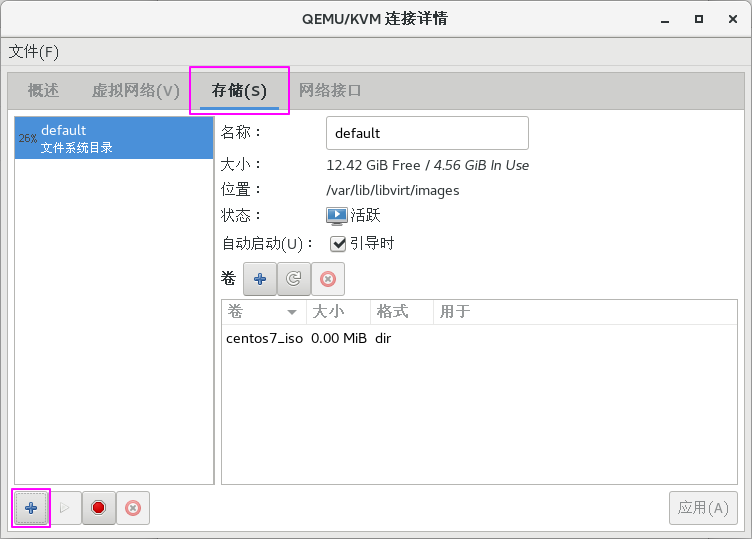 QEMU/KVM 连接详情
文件(F)
概述 虚拟网络(V) 存储(S) 网络接口
26% default
文件系统目录
名称： default
大小： 12.42 GiB Free / 4.56 GiB In Use
位置： /var/lib/libvirt/images
状态： 活跃
自动启动(U)： 引导时
卷
卷 大小 格式 用于
centos7_iso 0.00 MiB dir
应用(A)